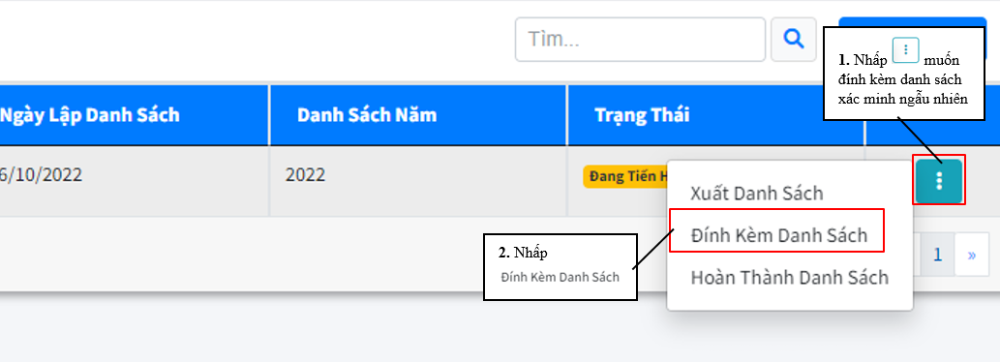 Tìm...
1. Nhấp muốn
đính kèm danh sách
xác minh ngẫu nhiên
Ngày Lập Danh Sách Danh Sách Năm Trạng Thái
6/10/2022 2022 Đang Tiến H
Xuất Danh Sách
Đính Kèm Danh Sách
Hoàn Thành Danh Sách
2. Nhấp
Đính Kèm Danh Sách
1 »